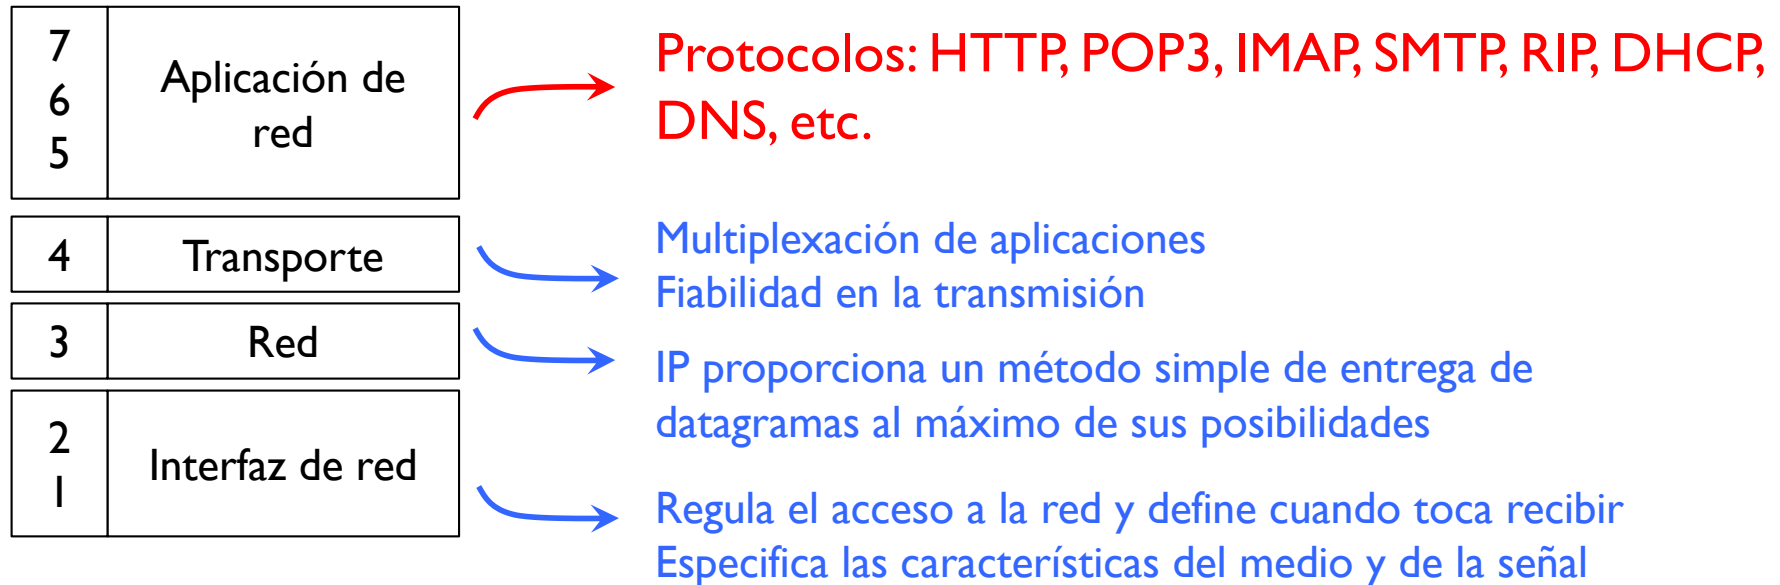 7
6
5
Aplicación de
red
Protocolos: HTTP, POP3, IMAP, SMTP, RIP, DHCP,
DNS, etc.
4
Transporte
Multiplexación de aplicaciones
Fiabilidad en la transmisión
3
Red
IP proporciona un método simple de entrega de
datagramas al máximo de sus posibilidades
2
1
Interfaz de red
Regula el acceso a la red y define cuando toca recibir
Especifica las características del medio y de la señal